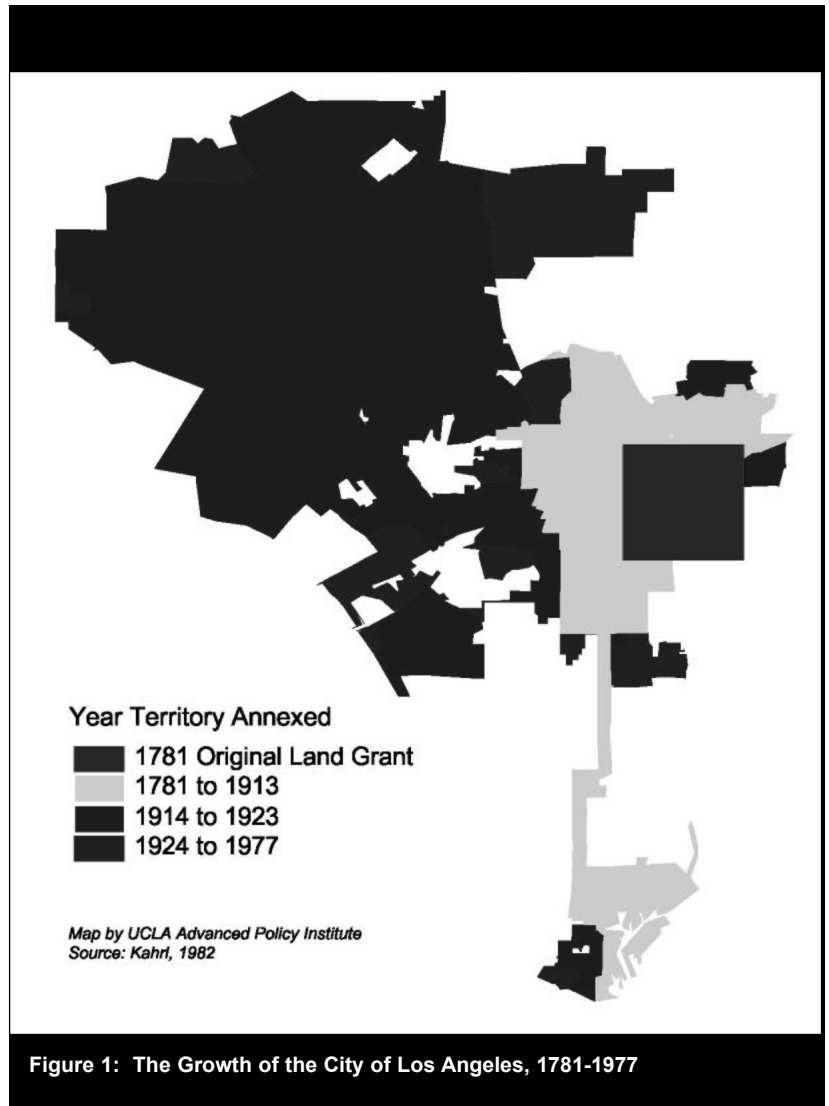 Year Territory Annexed
1781 Original Land Grant
1781 to 1913
1914 to 1923
1924 to 1977
Map by UCLA Advanced Policy Institute
Source: Kahrl, 1982
Figure 1: The Growth of the City of Los Angeles, 1781-1977